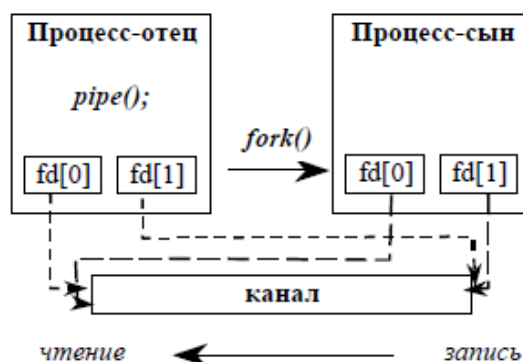 Процесс-отец
Процесс-сын
pipe();
fork()
fd[0] fd[1]
fd[0] fd[1]
канал
чтение
запись